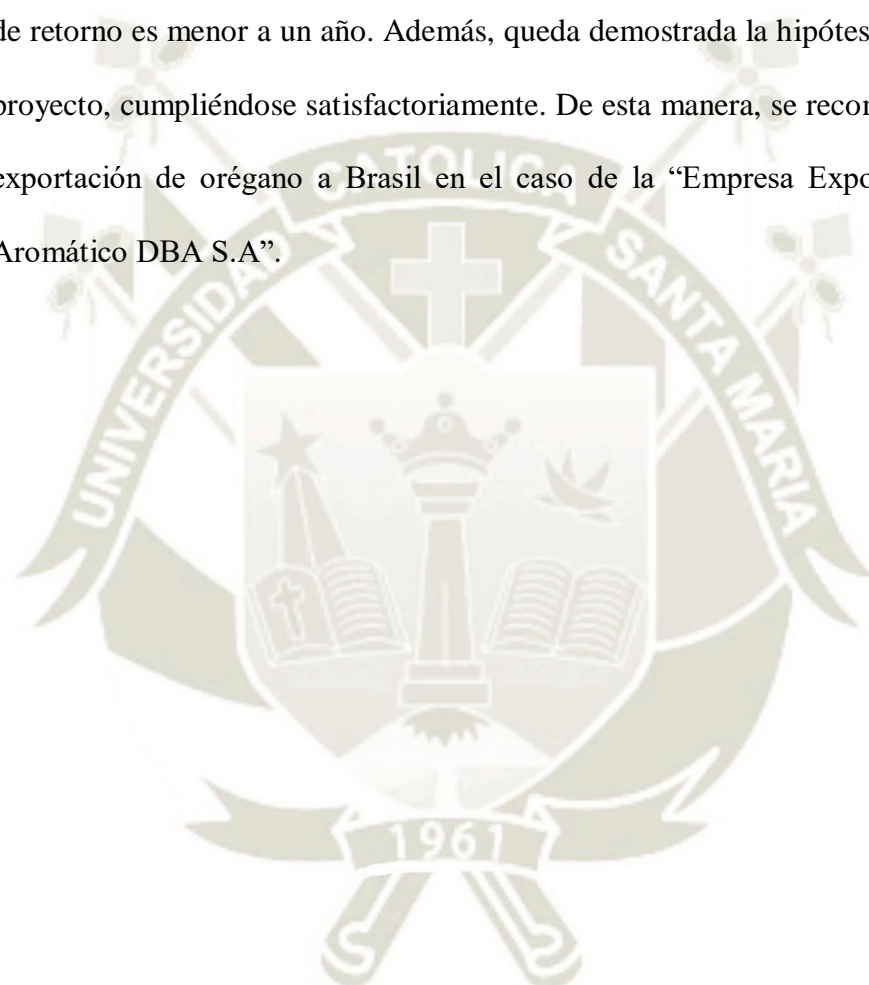 de retorno es menor a un año. Además, queda demostrada la hipótes
proyecto, cumpliéndose satisfactoriamente. De esta manera, se recor
exportación de orégano a Brasil en el caso de la “Empresa Expo
Aromático DBA S.A”.
UNIVERSIDAD CATOLICA SANTA MARIA
1961